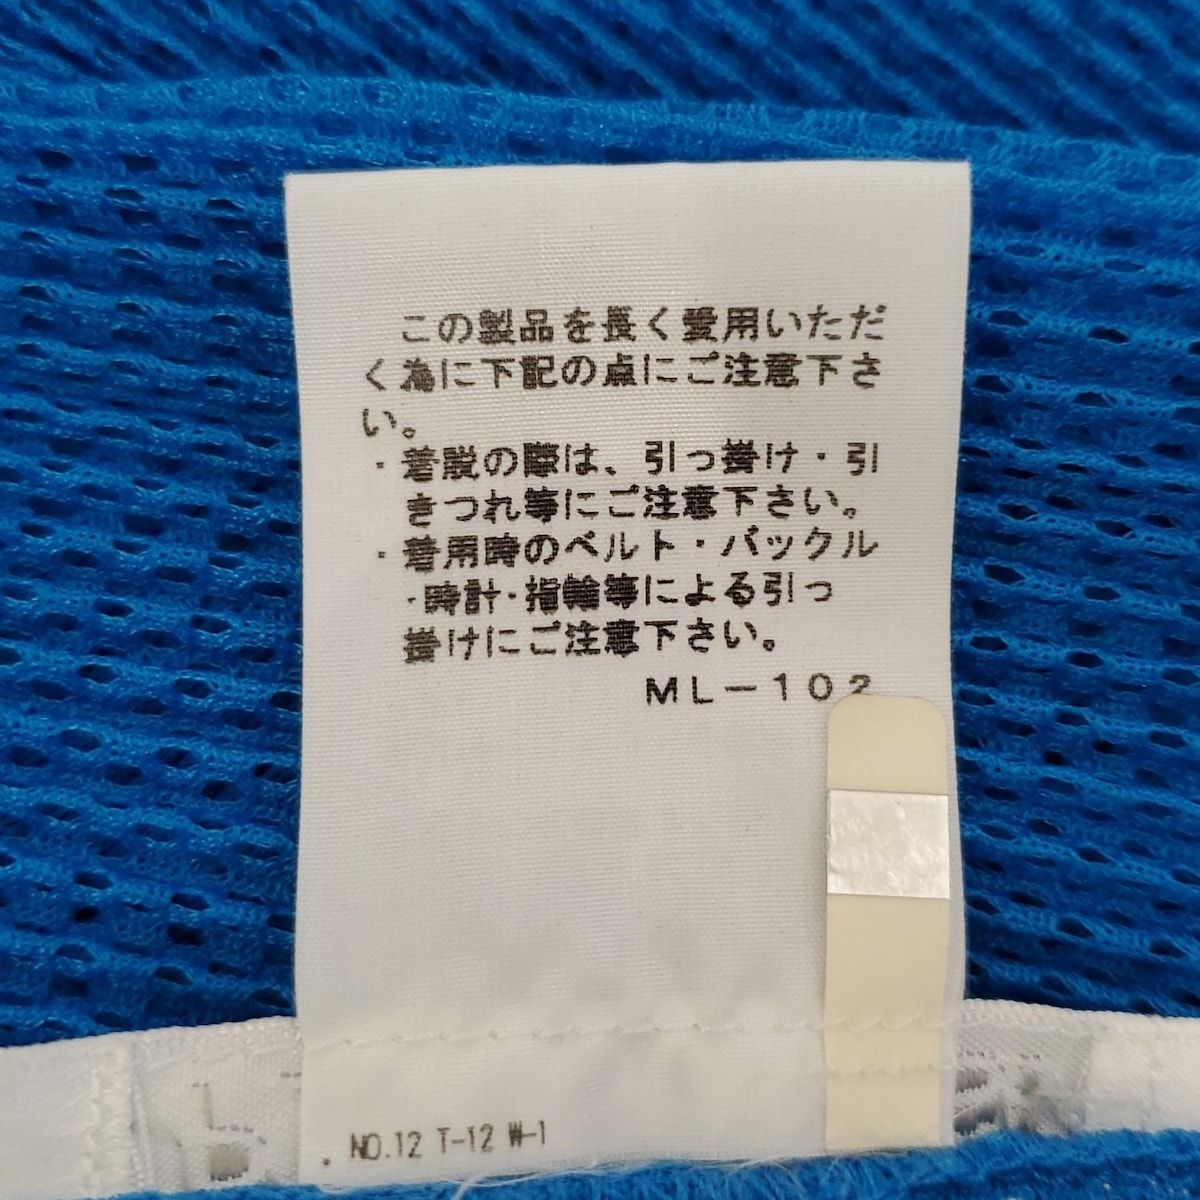 この製品を長く愛用いただ
く為に下記の点にご注意下さ
い。
・着脱の際は、引っ掛け・引
きつれ等にご注意下さい。
・着用時のベルト・バックル
・時計・指輪等による引っ
掛けにご注意下さい。
ＭＬ－１０２
. NO.12 T-12 W-1